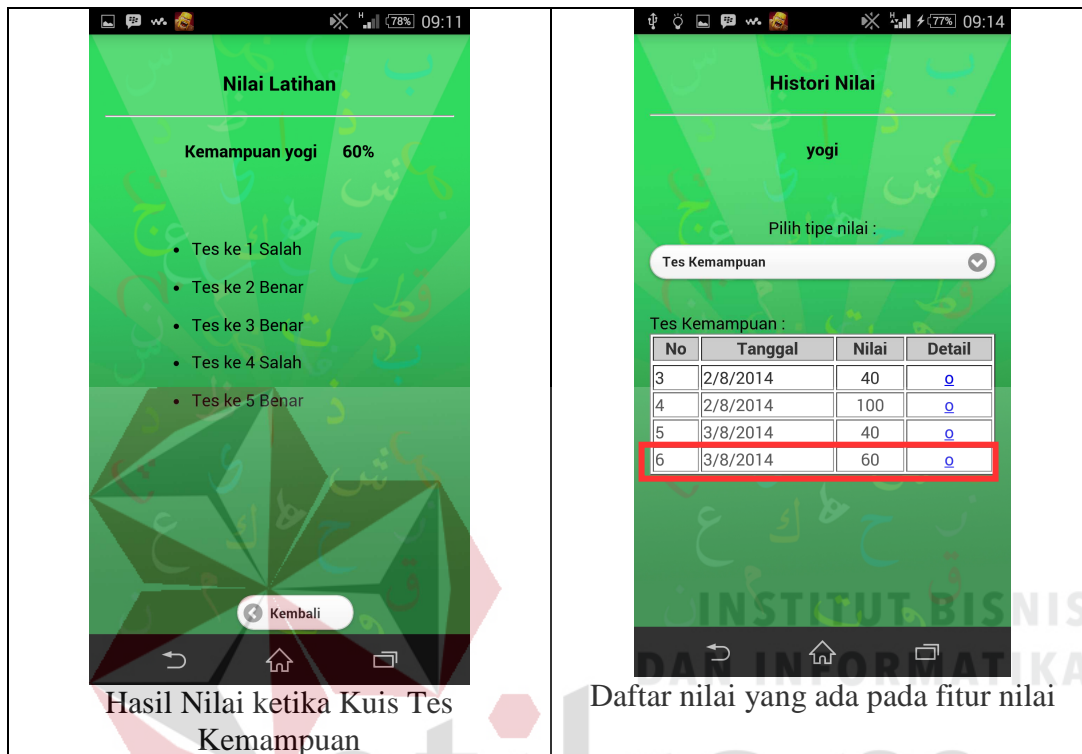 78% 09:11
Nilai Latihan
Kemampuan yogi 60%
• Tes ke 1 Salah
• Tes ke 2 Benar
• Tes ke 3 Benar
• Tes ke 4 Salah
• Tes ke 5 Benar
Kembali
Hasil Nilai ketika Kuis Tes
Kemampuan
77% 09:14
Histori Nilai
yogi
Pilih tipe nilai :
Tes Kemampuan
Tes Kemampuan :
No Tanggal Nilai Detail
3 2/8/2014 40 o
4 2/8/2014 100 o
5 3/8/2014 40 o
6 3/8/2014 60 o
Daftar nilai yang ada pada fitur nilai
INSTITUT BISNIS
DAN INFORMATIKA